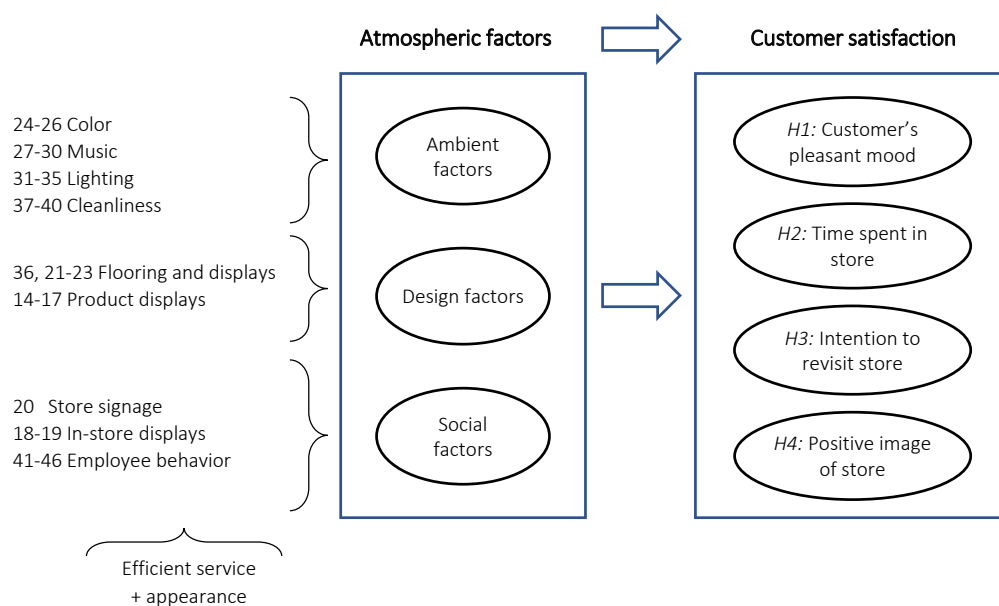 Atmospheric factors
Customer satisfaction
24-26 Color
27-30 Music
31-35 Lighting
37-40 Cleanliness
36, 21-23 Flooring and displays
14-17 Product displays
20 Store signage
18-19 In-store displays
41-46 Employee behavior
Efficient service
+ appearance
Ambient
factors
Design factors
Social
factors
H1: Customer’s
pleasant mood
H2: Time spent in
store
H3: Intention to
revisit store
H4: Positive image
of store